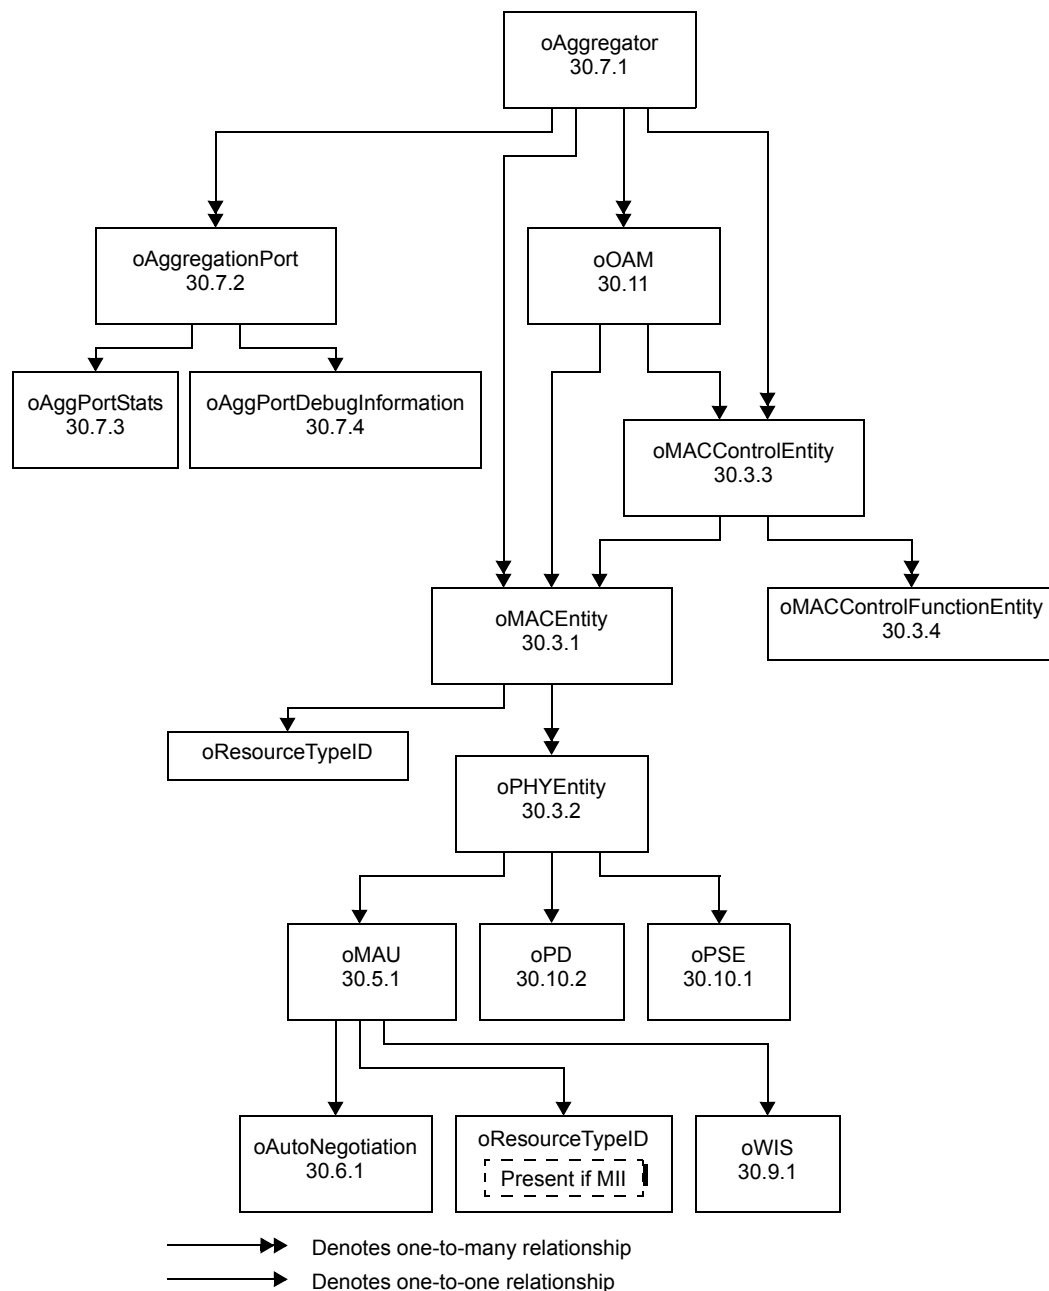 oAggregator
30.7.1
oAggregationPort
30.7.2
oOAM
30.11
oAggPortStats
30.7.3
oAggPortDebugInformation
30.7.4
oMACControlEntity
30.3.3
oMACEntity
30.3.1
oMACControlFunctionEntity
30.3.4
oResourceTypeID
oPHYEntity
30.3.2
oMAU
30.5.1
oPD
30.10.2
oPSE
30.10.1
oAutoNegotiation
30.6.1
oResourceTypeID
Present if MII
oWIS
30.9.1
Denotes one-to-many relationship
Denotes one-to-one relationship